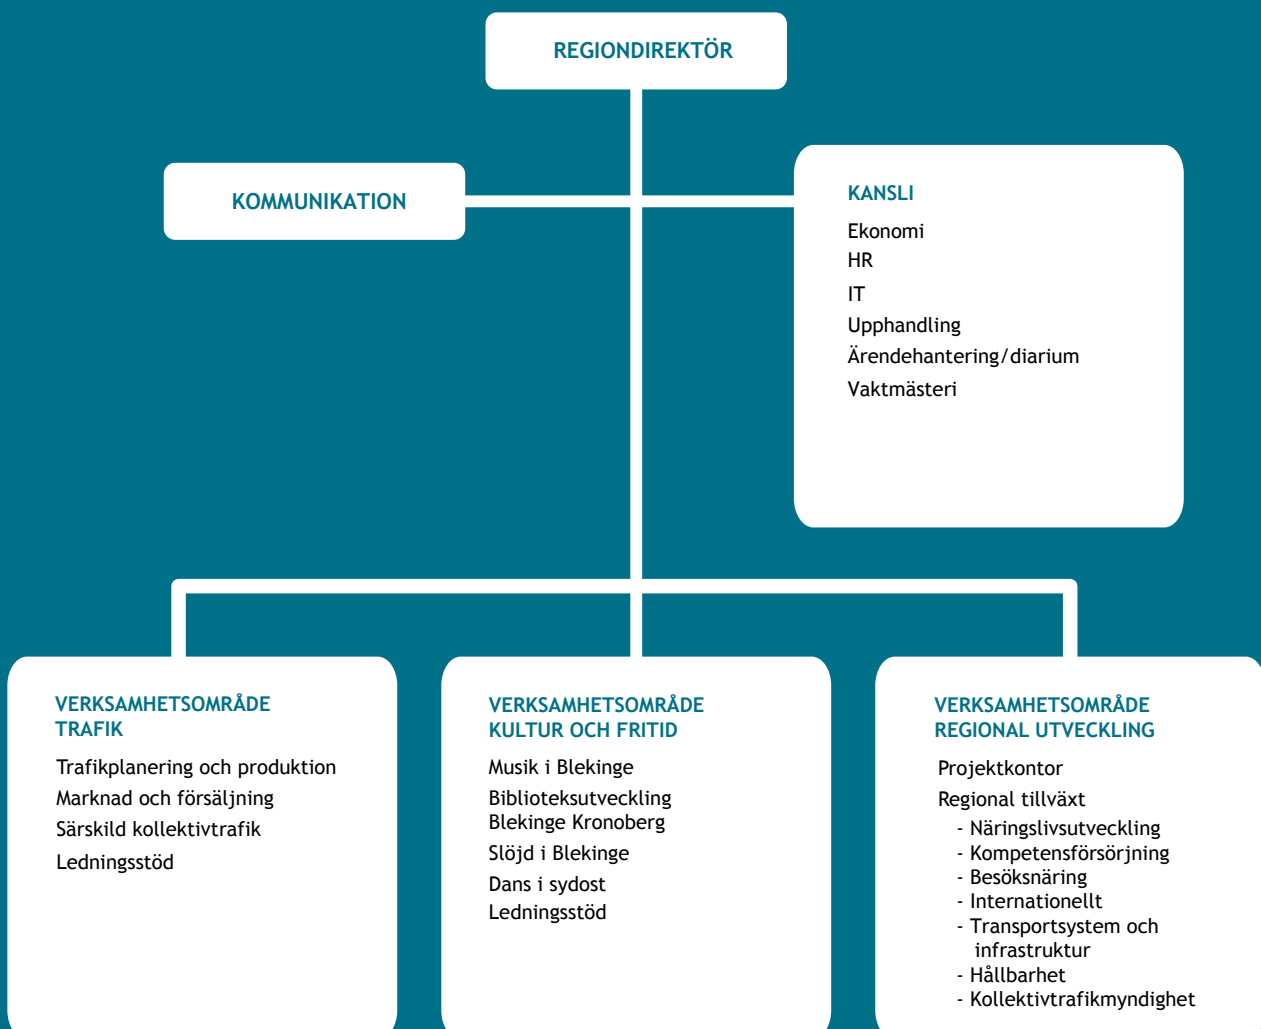 REGIONDIREKTÖR
KOMMUNIKATION
KANSLI
Ekonomi
HR
IT
Upphandling
Ärendehantering/diarium
Vaktmästeri
VERKSAMHETSOMRÅDE
TRAFIK
Trafikplanering och produktion
Marknad och försäljning
Särskild kollektivtrafik
Ledningsstöd
VERKSAMHETSOMRÅDE
KULTUR OCH FRITID
Musik i Blekinge
Biblioteksutveckling
Blekinge Kronoberg
Slöjd i Blekinge
Dans i sydost
Ledningsstöd
VERKSAMHETSOMRÅDE
REGIONAL UTVECKLING
Projektkontor
Regional tillväxt
- Näringslivsutveckling
- Kompetensförsörjning
- Besöksnäring
- Internationellt
- Transportsystem och
infrastruktur
- Hållbarhet
- Kollektivtrafikmyndighet